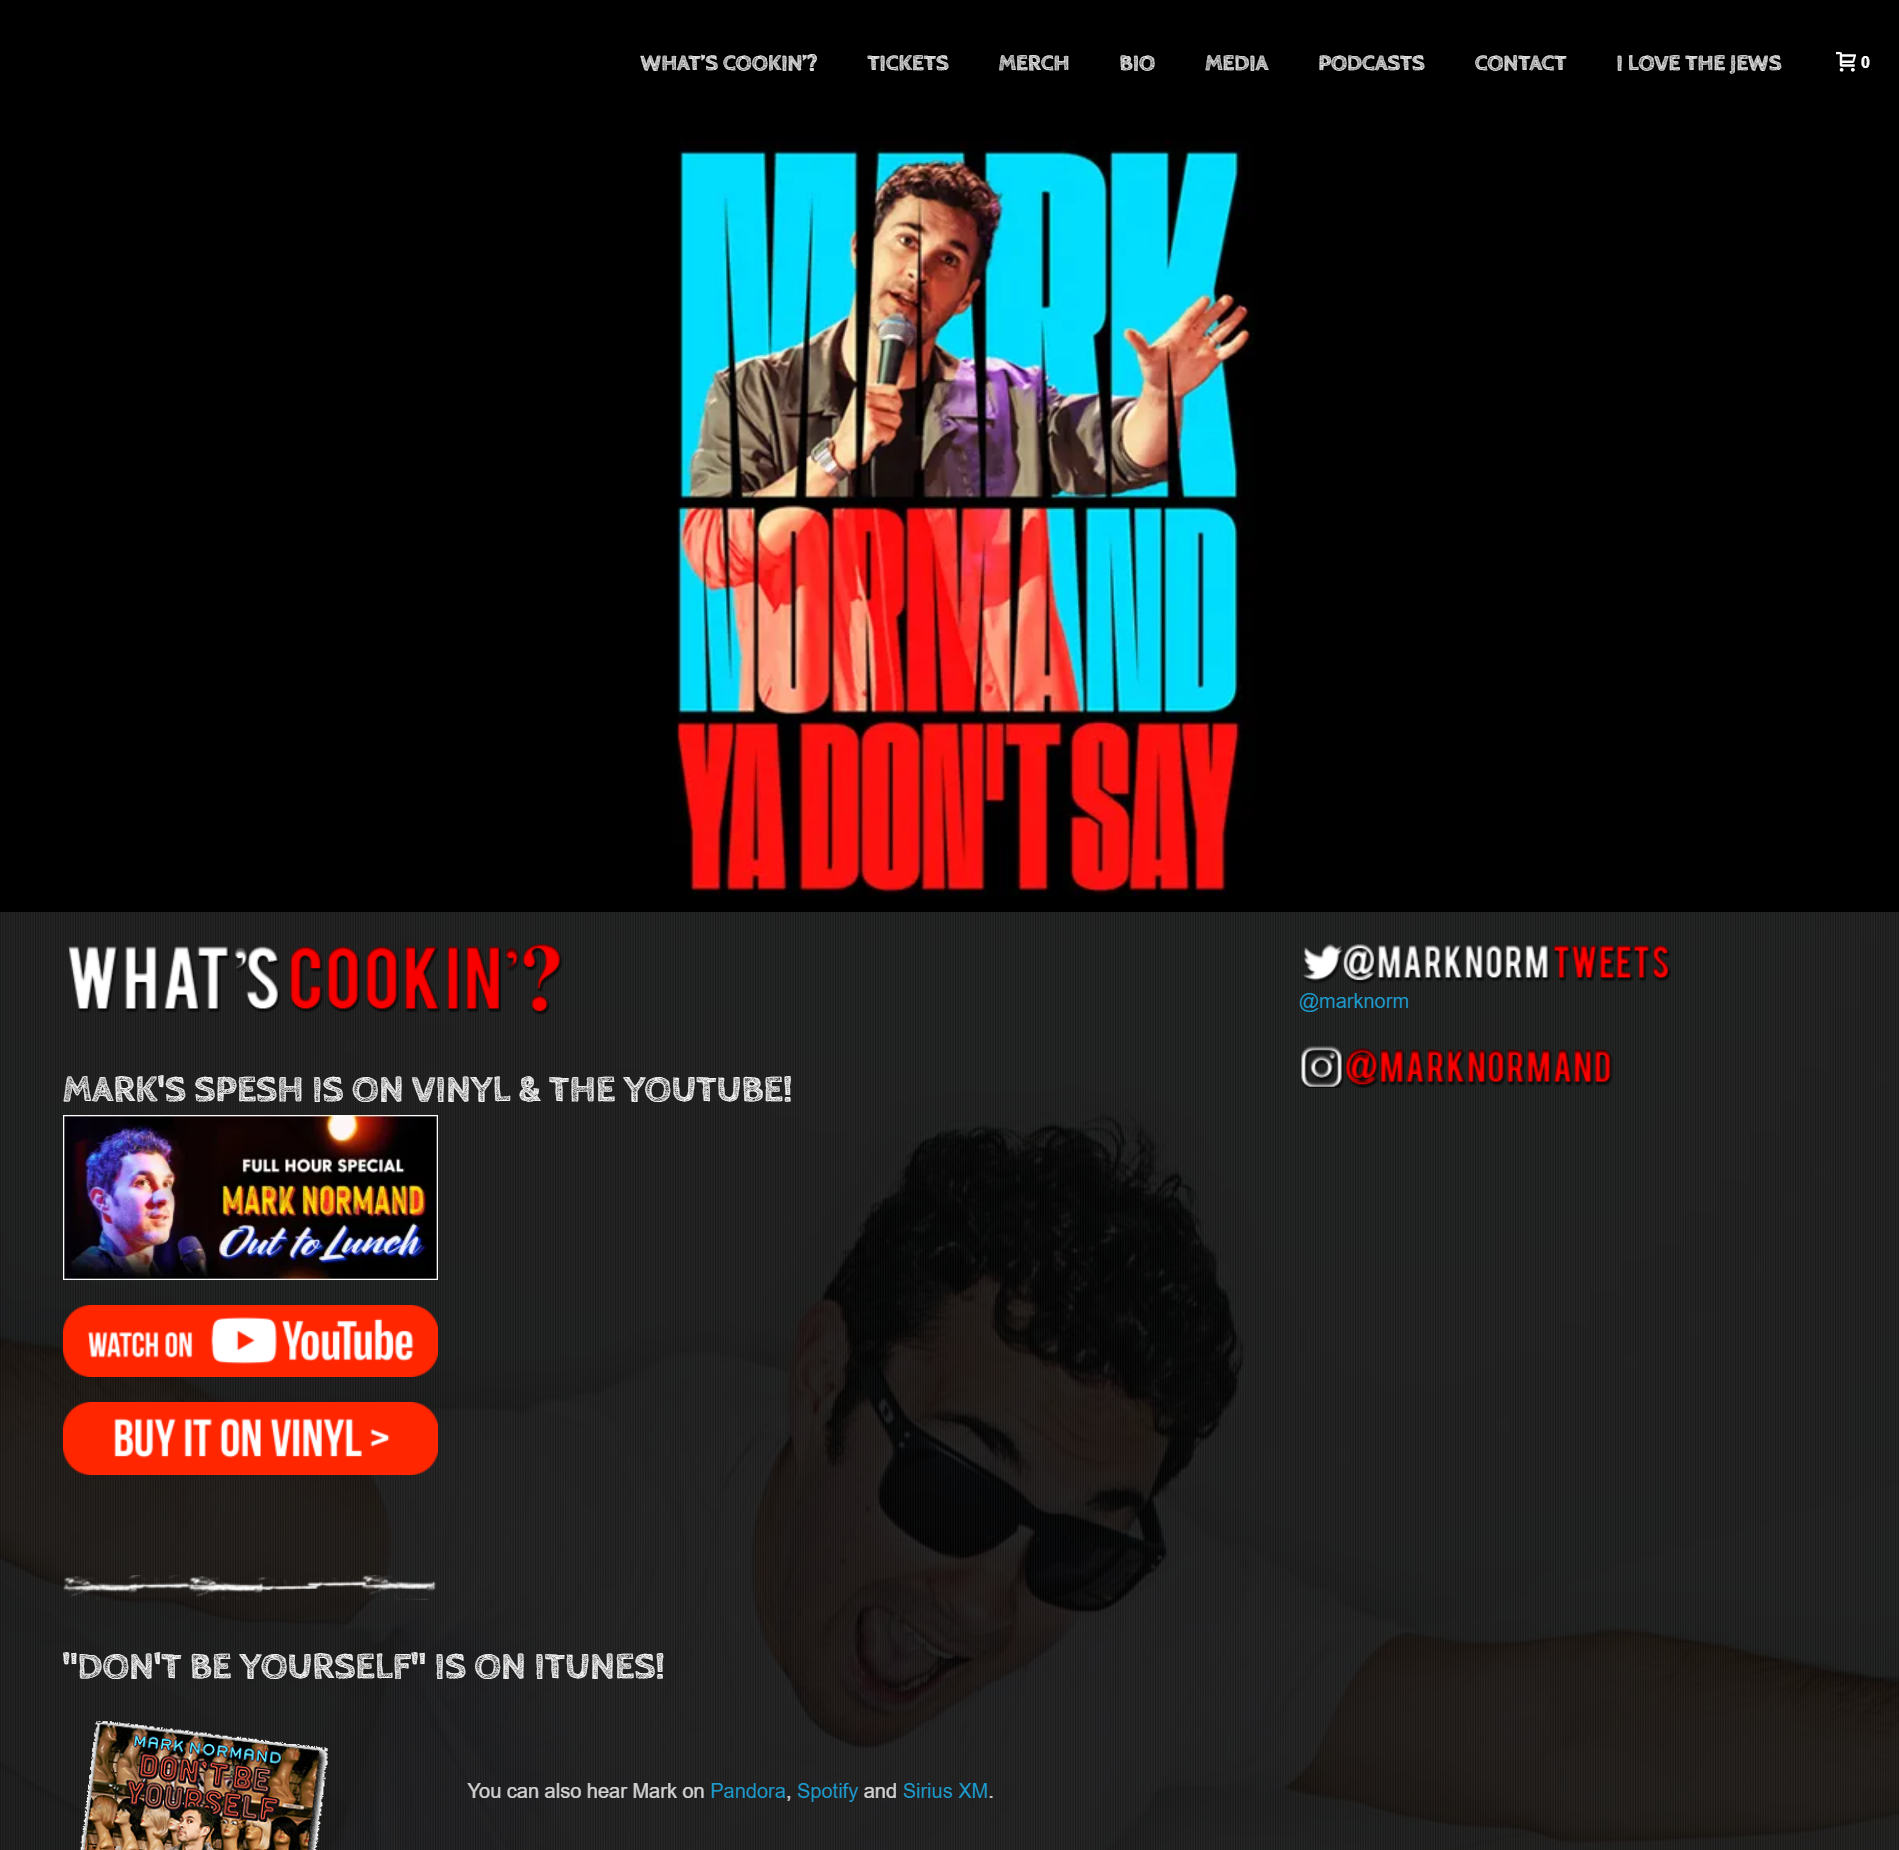 WHAT'S COOKIN'? TICKETS MERCH BIO MEDIA PODCASTS CONTACT I LOVE THE JEWS 0
MARK
NORMAND
YA DON'T SAY
WHAT'S COOKIN'?
MARK'S SPESH IS ON VINYL & THE YOUTUBE!
FULL HOUR SPECIAL
MARK NORMAND
Out to Lunch
WATCH ON YouTube
BUY IT ON VINYL >
"DON'T BE YOURSELF" IS ON ITUNES!
MARK NORMAND
DON'T BE
YOURSELF
You can also hear Mark on Pandora, Spotify and Sirius XM.
@MARKNORM TWEETS
@marknorm
@MARKNORMAND